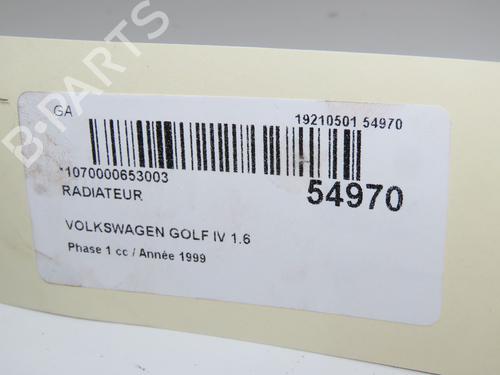 GA
19210501 54970
*1070000653003
54970
RADIATEUR
VOLKSWAGEN GOLF IV 1.6
Phase 1 cc / Année 1999
B-PARTS